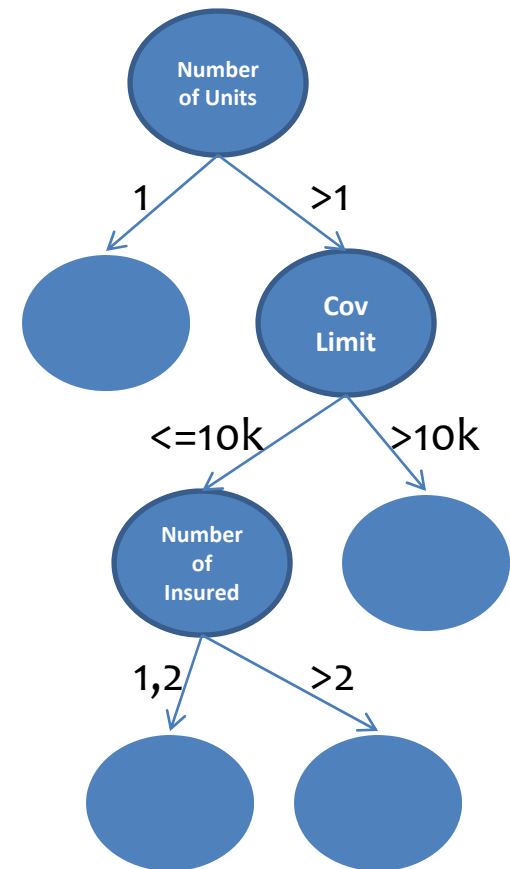 Number
of Units
1
>1
Cov
Limit
<=10k
>10k
Number
of
Insured
1,2
>2